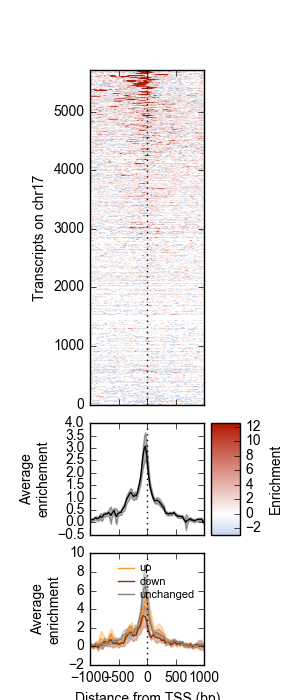 5000
4000
3000
2000
1000
0
Transcripts on chr17
4.0
3.5
3.0
2.5
2.0
1.5
1.0
0.5
0.0
−0.5
Average
enrichement
12
10
8
6
4
2
0
−2
Enrichment
10
8
6
4
2
0
−2
Average
enrichment
up
down
unchanged
−1000 −500 0 500 1000
Distance from TSS (bp)